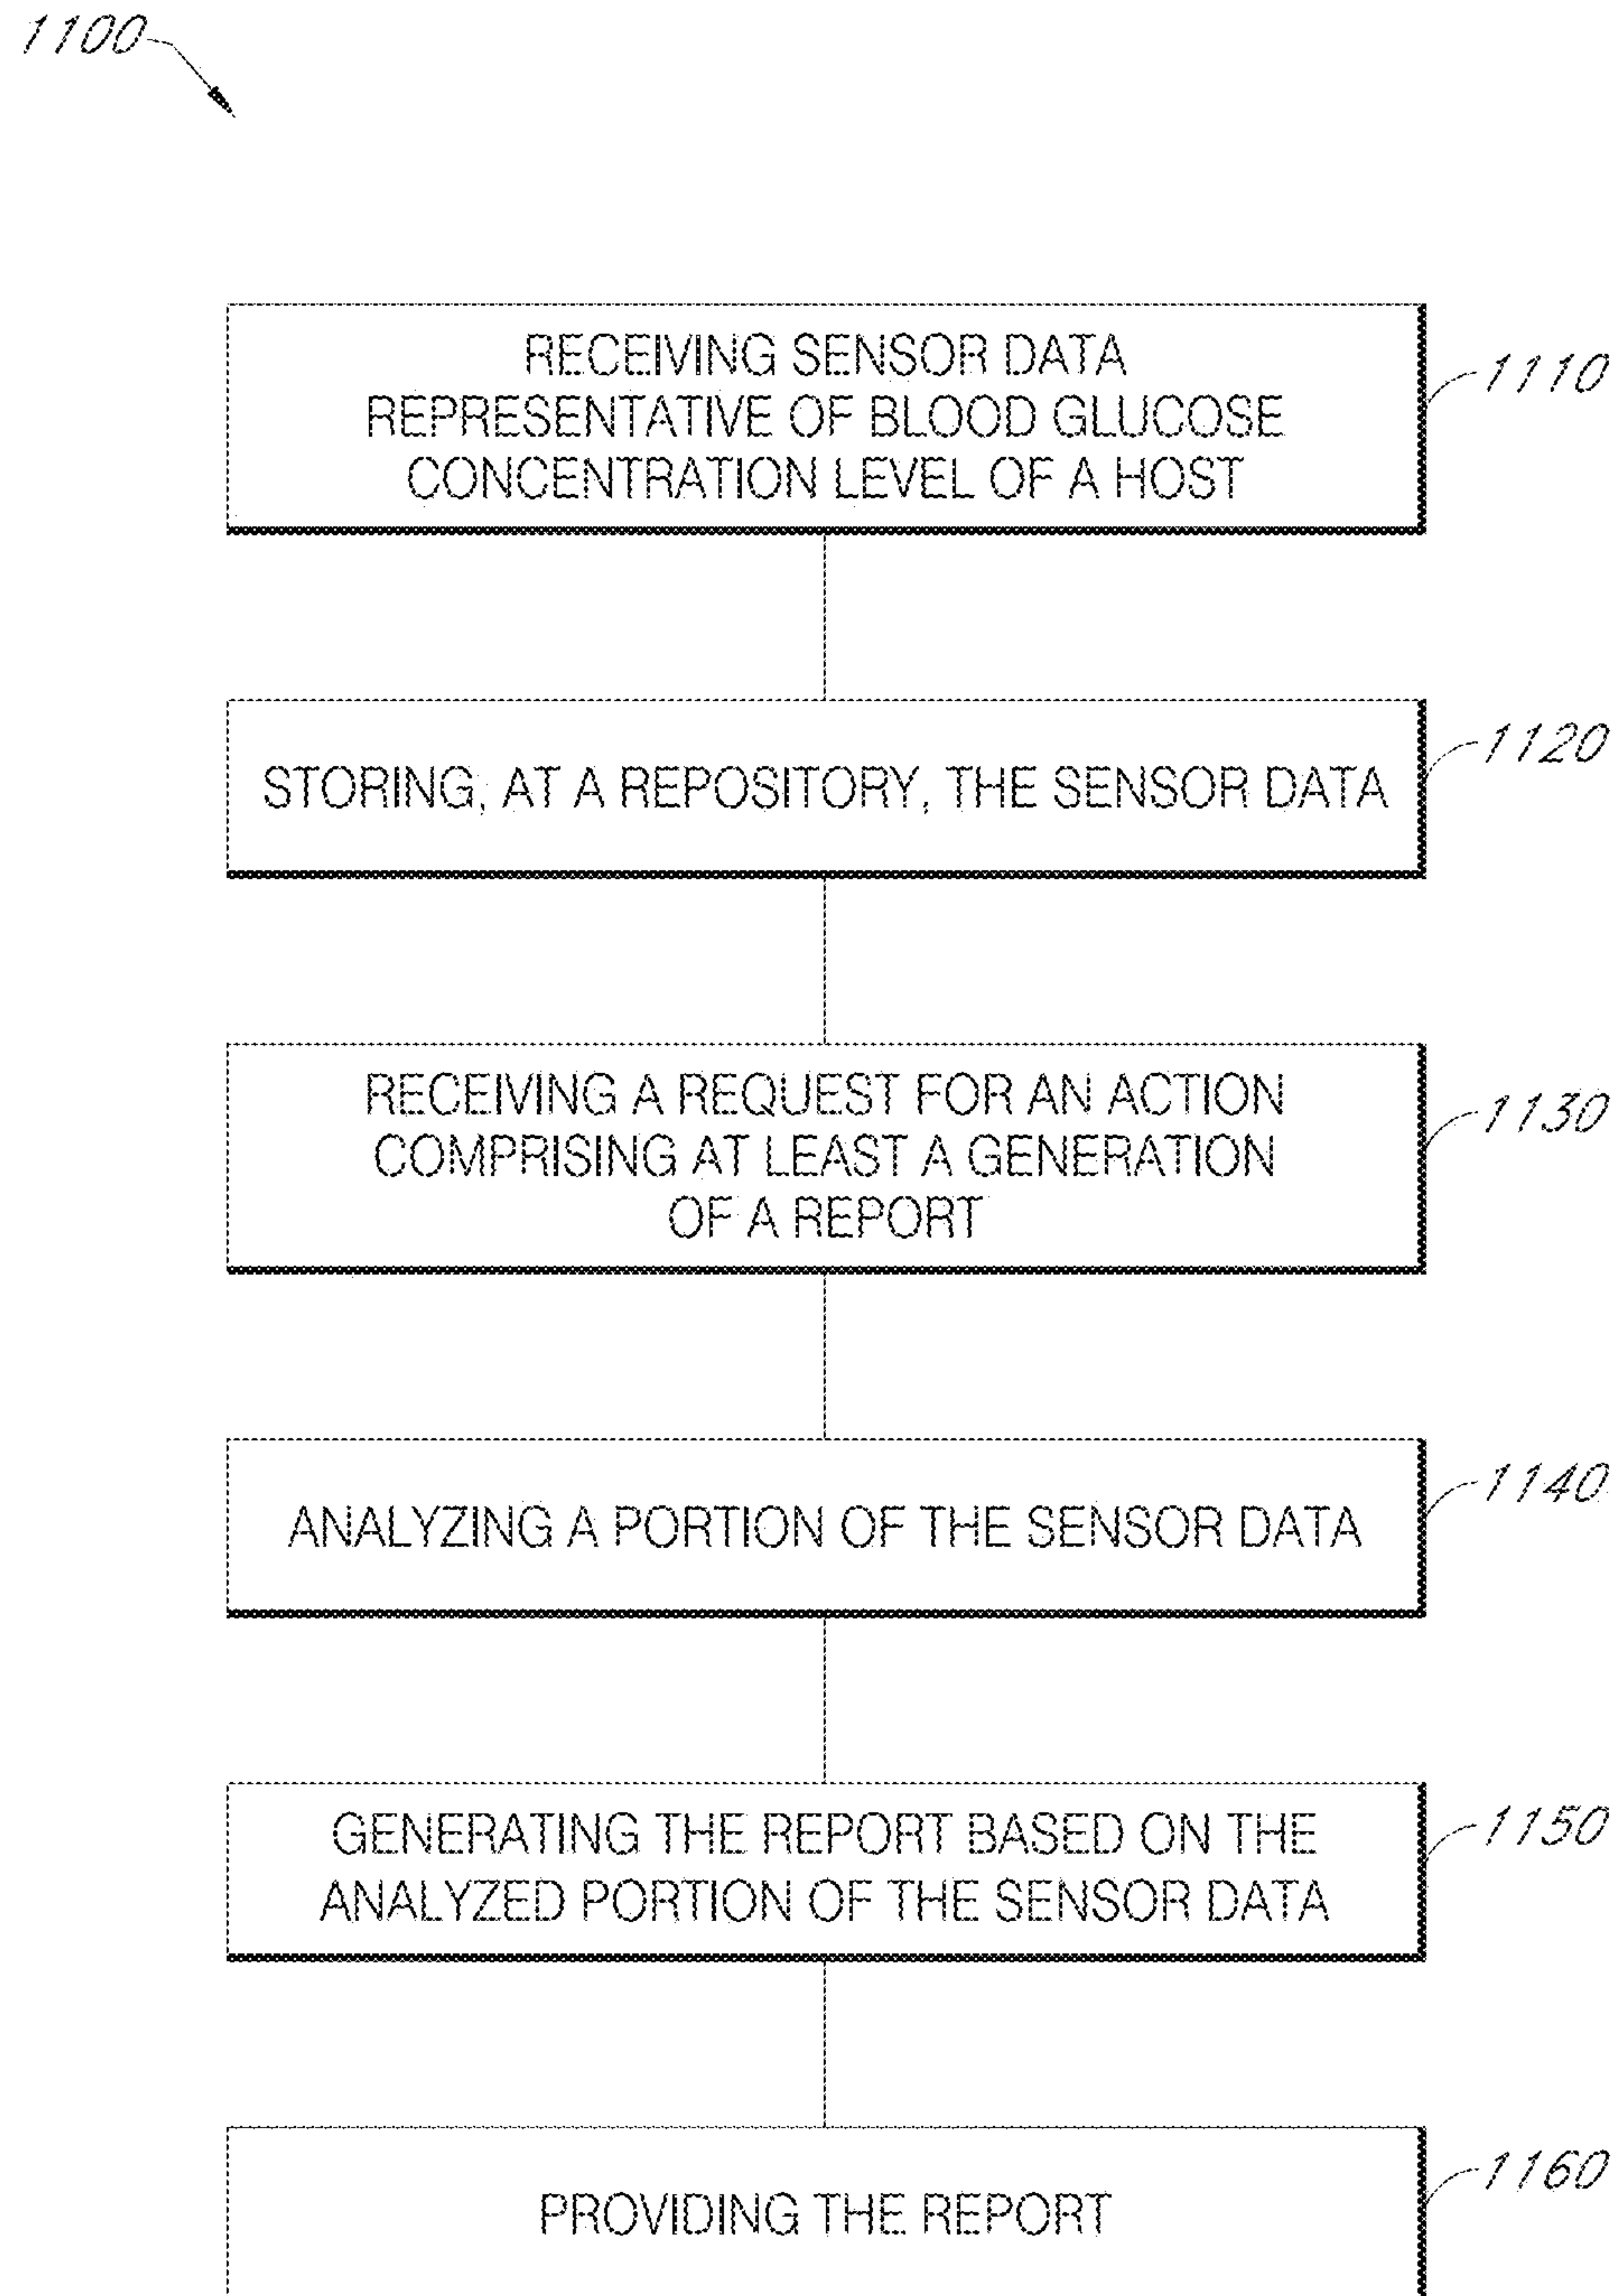 1100
RECEIVING SENSOR DATA
REPRESENTATIVE OF BLOOD GLUCOSE
CONCENTRATION LEVEL OF A HOST
1110
STORING, AT A REPOSITORY, THE SENSOR DATA
1120
RECEIVING A REQUEST FOR AN ACTION
COMPRISING AT LEAST A GENERATION
OF A REPORT
1130
ANALYZING A PORTION OF THE SENSOR DATA
1140
GENERATING THE REPORT BASED ON THE
ANALYZED PORTION OF THE SENSOR DATA
1150
PROVIDING THE REPORT
1160